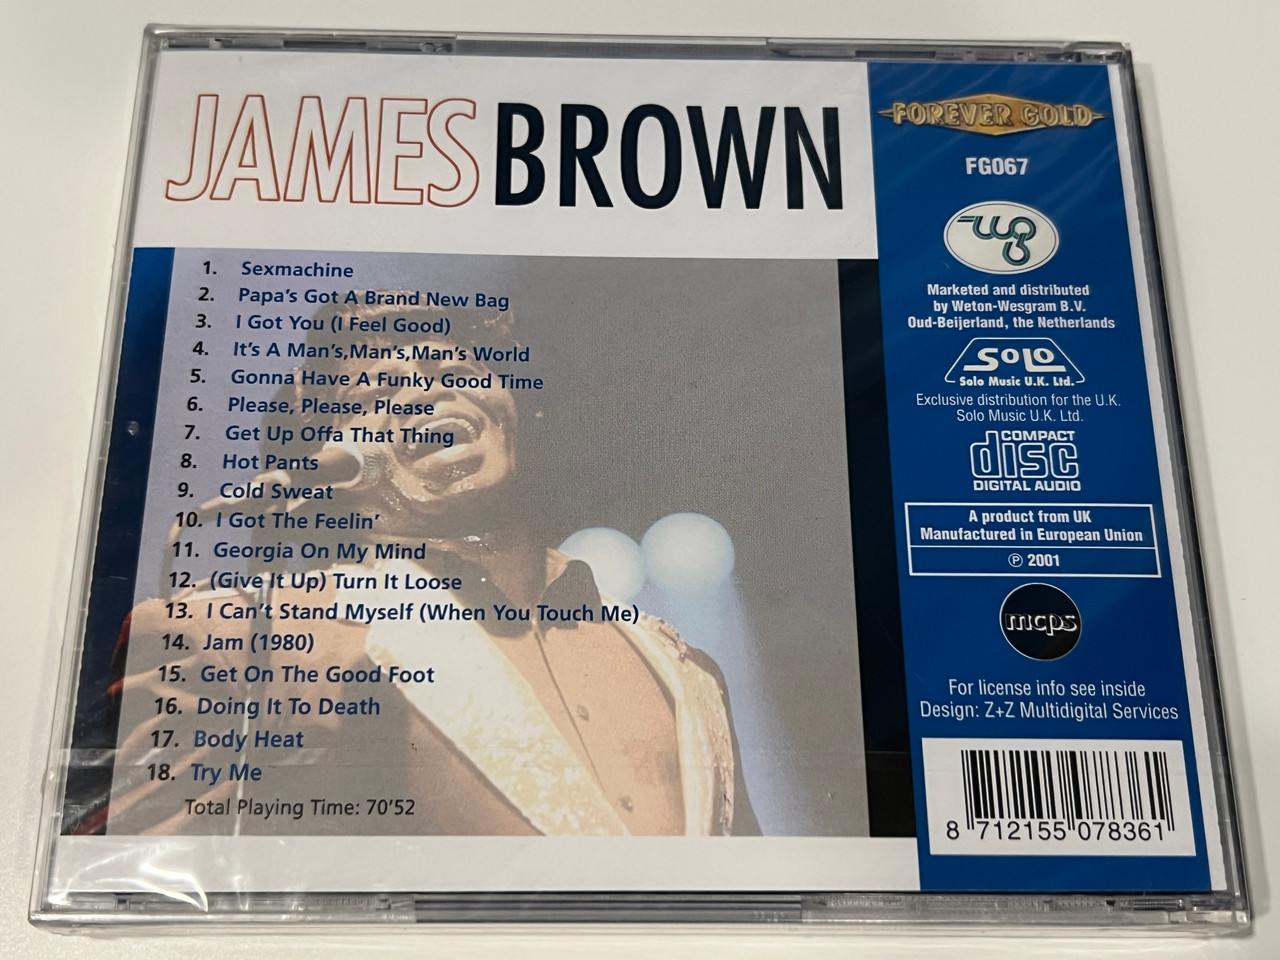 JAMES BROWN
1. Sexmachine
2. Papa's Got A Brand New Bag
3. I Got You (I Feel Good)
4. It's A Man's,Man's,Man's World
5. Gonna Have A Funky Good Time
6. Please, Please, Please
7. Get Up Offa That Thing
8. Hot Pants
9. Cold Sweat
10. I Got The Feelin'
11. Georgia On My Mind
12. (Give It Up) Turn It Loose
13. I Can't Stand Myself (When You Touch Me)
14. Jam (1980)
15. Get On The Good Foot
16. Doing It To Death
17. Body Heat
18. Try Me
Total Playing Time: 70'52
FOREVER GOLD
FG067
wg
Marketed and distributed
by Weton-Wesgram B.V.
Oud-Beijerland, the Netherlands
SOLO
Solo Music U.K. Ltd.
Exclusive distribution for the U.K.
Solo Music U.K. Ltd.
COMPACT
disc
DIGITAL AUDIO
A product from UK
Manufactured in European Union
℗ 2001
mcps
For license info see inside
Design: Z+Z Multidigital Services
8 712155 078361